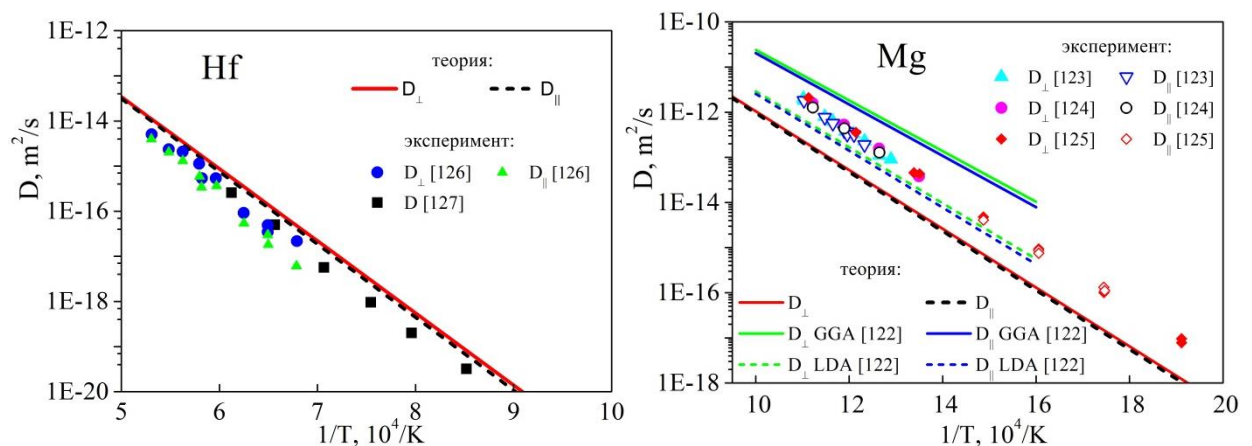 Hf
теория:
D⊥
D||
эксперимент:
D⊥ [126]
D|| [126]
D [127]
D, m²/s
1E-12
1E-14
1E-16
1E-18
1E-20
5 6 7 8 9 10
1/T, 10⁴/K
Mg
эксперимент:
D⊥ [123] D|| [123]
D⊥ [124] D|| [124]
D⊥ [125] D|| [125]
теория:
D⊥ D||
D⊥ GGA [122] D|| GGA [122]
D⊥ LDA [122] D|| LDA [122]
D, m²/s
1E-10
1E-12
1E-14
1E-16
1E-18
10 12 14 16 18 20
1/T, 10⁴/K